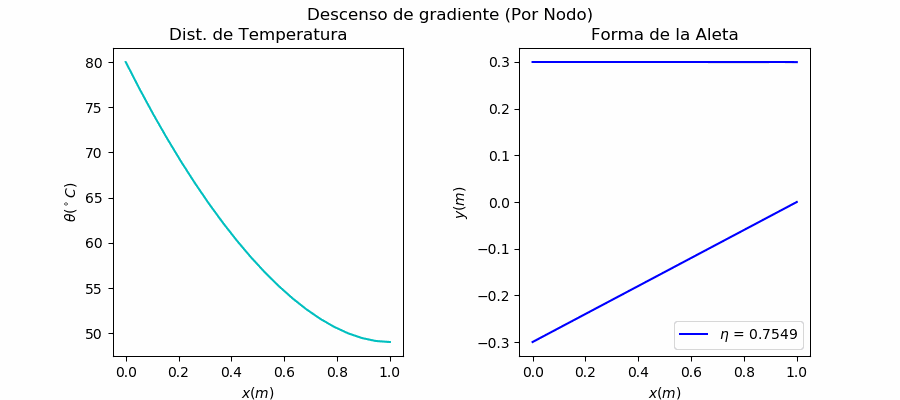 Descenso de gradiente (Por Nodo)
Dist. de Temperatura
80
75
70
65
60
55
50
θ(°C)
0.0 0.2 0.4 0.6 0.8 1.0
x(m)
Forma de la Aleta
0.3
0.2
0.1
0.0
−0.1
−0.2
−0.3
y(m)
η = 0.7549
0.0 0.2 0.4 0.6 0.8 1.0
x(m)